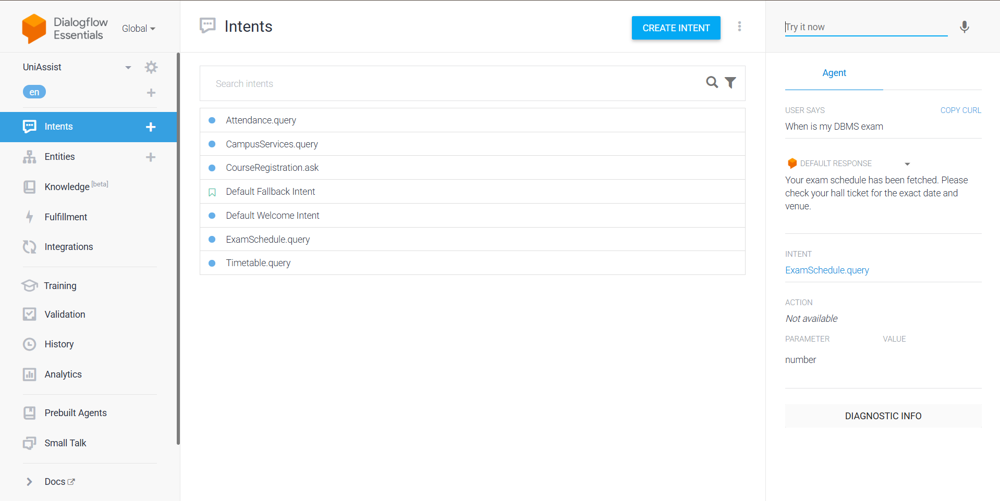 Dialogflow
Essentials
Global
UniAssist
en
Intents
Entities
Knowledge [beta]
Fulfillment
Integrations
Training
Validation
History
Analytics
Prebuilt Agents
Small Talk
Docs
Intents
CREATE INTENT
Search intents
Attendance.query
CampusServices.query
CourseRegistration.ask
Default Fallback Intent
Default Welcome Intent
ExamSchedule.query
Timetable.query
Try it now
Agent
USER SAYS COPY CURL
When is my DBMS exam
DEFAULT RESPONSE
Your exam schedule has been fetched. Please
check your hall ticket for the exact date and
venue.
INTENT
ExamSchedule.query
ACTION
Not available
PARAMETER VALUE
number
DIAGNOSTIC INFO